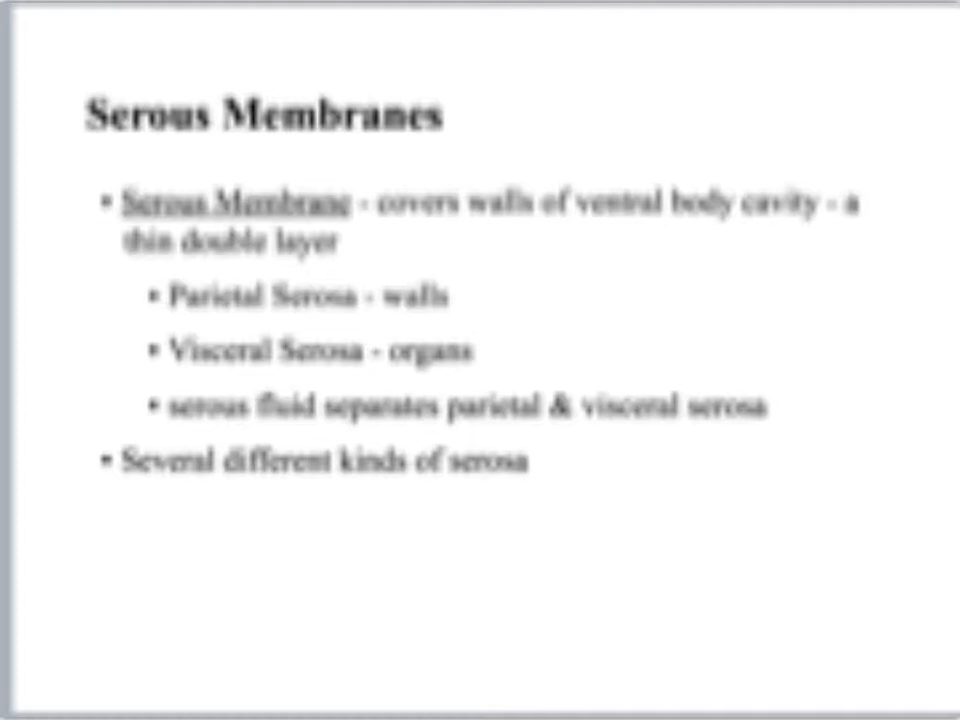 Serous Membranes
• Serous Membrane - covers walls of ventral body cavity - a
thin double layer
• Parietal Serosa - walls
• Visceral Serosa - organs
• serous fluid separates parietal & visceral serosa
• Several different kinds of serosa